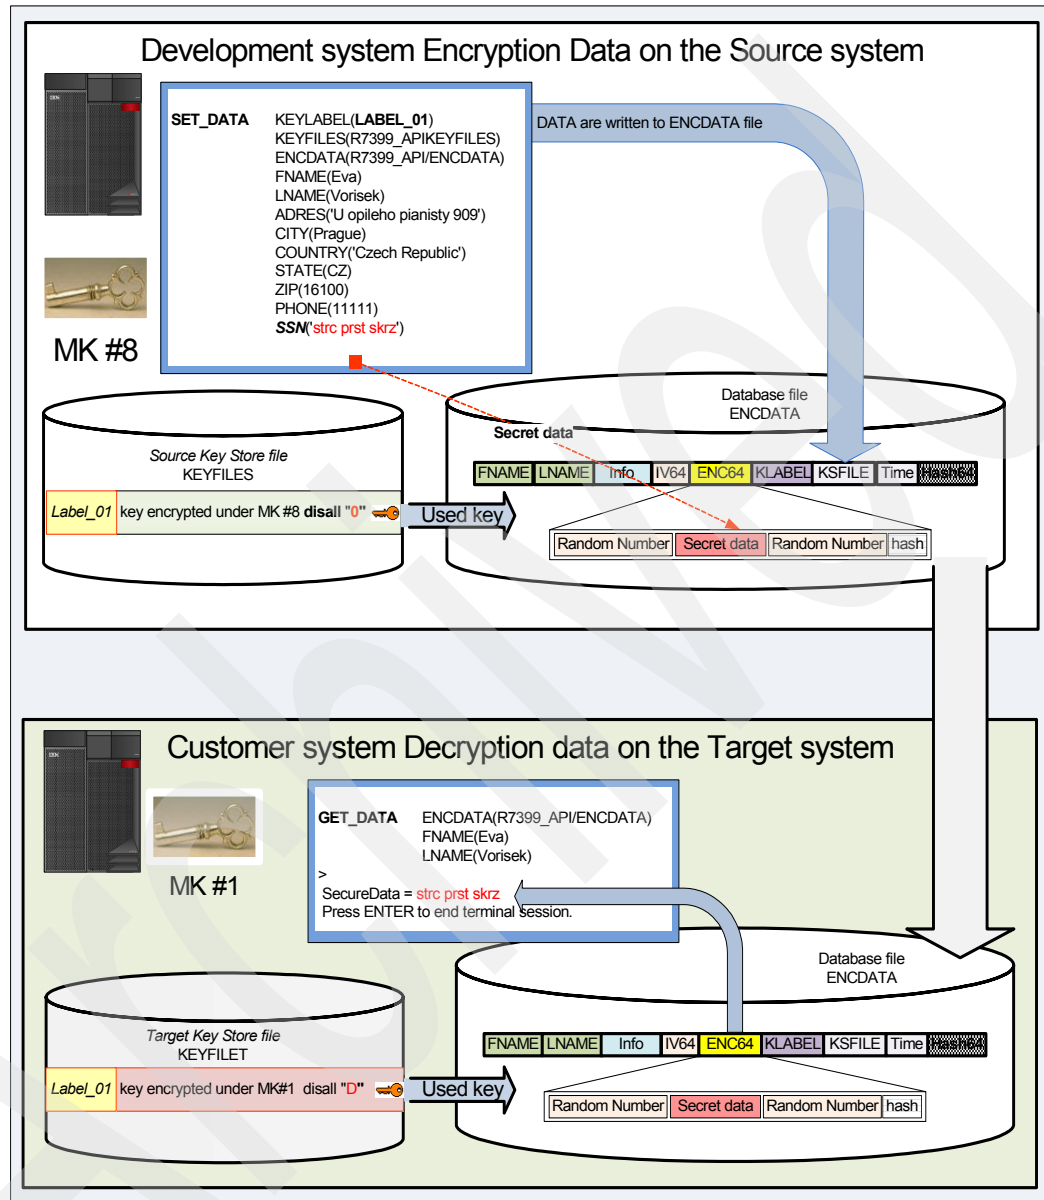 Development system Encryption Data on the Source system
IBM
SET_DATA KEYLABEL(LABEL_01)
KEYFILES(R7399_APIKEYFILES)
ENCDATA(R7399_API/ENCDATA)
FNAME(Eva)
LNAME(Vorisek)
ADRES('U opileho pianisty 909')
CITY(Prague)
COUNTRY('Czech Republic')
STATE(CZ)
ZIP(16100)
PHONE(11111)
SSN('strc prst skrz')
DATA are written to ENCDATA file
MK #8
Database file
ENCDATA
Secret data
Source Key Store file
KEYFILES
FNAME LNAME Info IV64 ENC64 KLABEL KSFILE Time Hash64
Label_01 key encrypted under MK #8 disall "0"
Used key
Random Number Secret data Random Number hash
Customer system Decryption data on the Target system
IBM
MK #1
GET_DATA ENCDATA(R7399_API/ENCDATA)
FNAME(Eva)
LNAME(Vorisek)
>
SecureData = strc prst skrz
Press ENTER to end terminal session.
Database file
ENCDATA
Target Key Store file
KEYFILET
FNAME LNAME Info IV64 ENC64 KLABEL KSFILE Time Hash64
Label_01 key encrypted under MK#1 disall "D"
Used key
Random Number Secret data Random Number hash
Archived